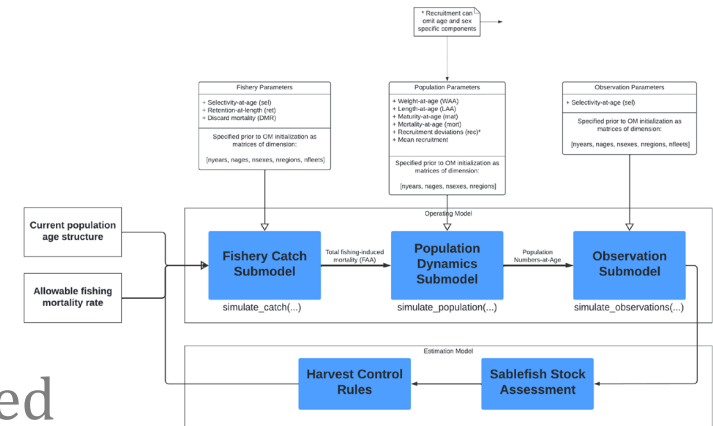 * Recruitment can
omit age and sex
specific components
Fishery Parameters
+ Selectivity-at-age (sel)
+ Retention-at-length (ret)
+ Discard mortality (DMR)
Specified prior to OM initialization as
matrices of dimension:
[nyears, nages, nsexes, nregions, nfleets]
Population Parameters
+ Weight-at-age (WAA)
+ Length-at-age (LAA)
+ Maturity-at-age (mat)
+ Mortality-at-age (mort)
+ Recruitment deviations (rec)*
+ Mean recruitment
Specified prior to OM initialization as
matrices of dimension:
[nyears, nages, nsexes, nregions]
Observation Parameters
+ Selectivity-at-age (sel)
Specified prior to OM initialization as
matrices of dimension:
[nyears, nages, nsexes, nregions, nfleets]
Current population
age structure
Allowable fishing
mortality rate
Operating Model
Fishery Catch
Submodel
simulate_catch(...)
Total fishing-induced
mortality (FAA)
Population
Dynamics
Submodel
simulate_population(...)
Population
Numbers-at-Age
Observation
Submodel
simulate_observations(...)
Estimation Model
Harvest Control
Rules
Sablefish Stock
Assessment
ed